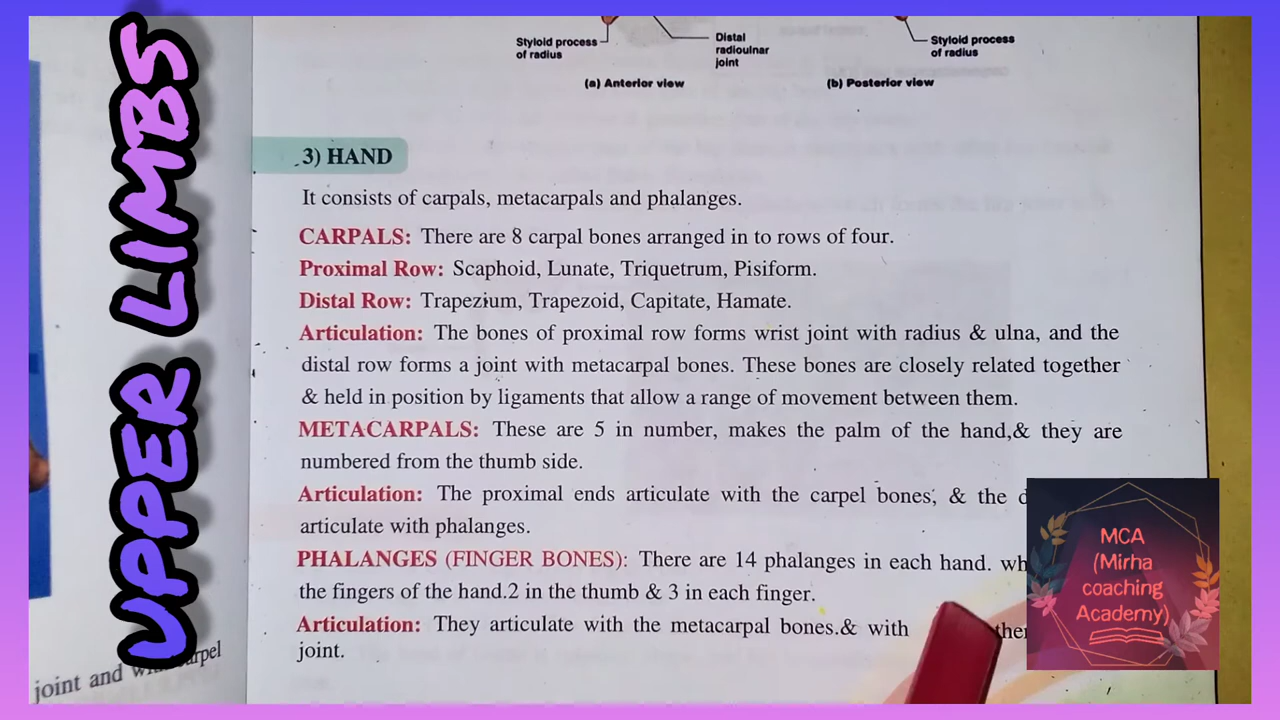 UPPER LIMBS
Styloid process
of radius
Distal
radioulnar
joint
Styloid process
of radius
(a) Anterior view
(b) Posterior view
3) HAND
It consists of carpals, metacarpals and phalanges.
CARPALS: There are 8 carpal bones arranged in to rows of four.
Proximal Row: Scaphoid, Lunate, Triquetrum, Pisiform.
Distal Row: Trapezium, Trapezoid, Capitate, Hamate.
Articulation: The bones of proximal row forms wrist joint with radius & ulna, and the
distal row forms a joint with metacarpal bones. These bones are closely related together
& held in position by ligaments that allow a range of movement between them.
METACARPALS: These are 5 in number, makes the palm of the hand,& they are
numbered from the thumb side.
Articulation: The proximal ends articulate with the carpel bones, & the
articulate with phalanges.
PHALANGES (FINGER BONES): There are 14 phalanges in each hand.
the fingers of the hand.2 in the thumb & 3 in each finger.
Articulation: They articulate with the metacarpal bones.& with
joint.
joint and
MCA
(Mirha
coaching
Academy)